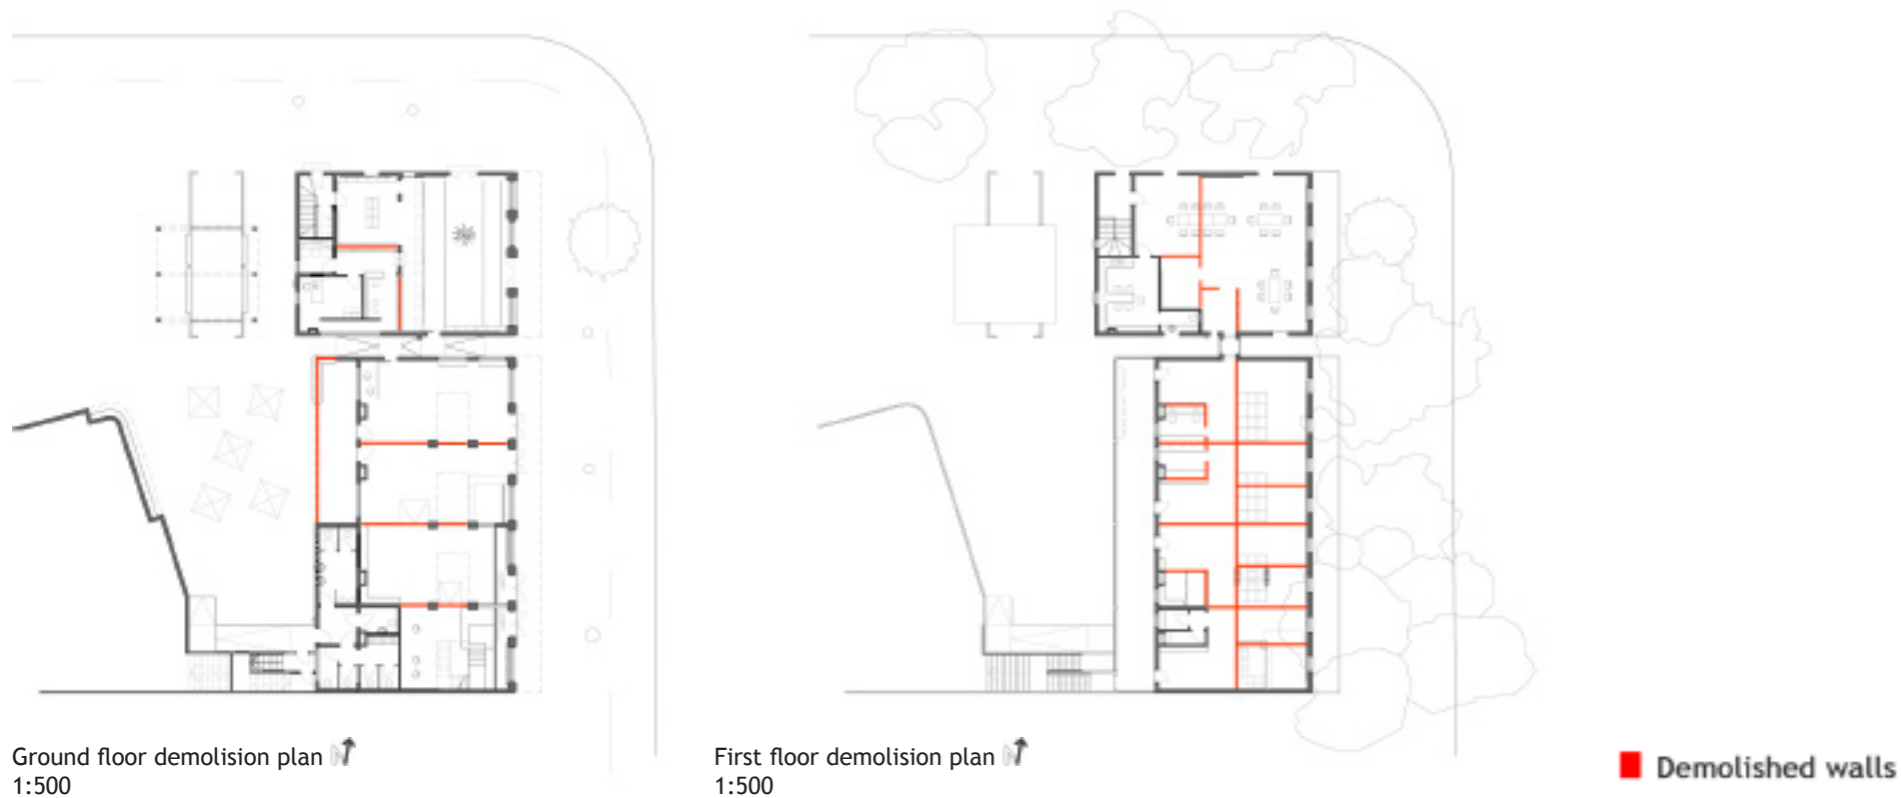 Ground floor demolision plan N
1:500
First floor demolision plan N
1:500
Demolished walls